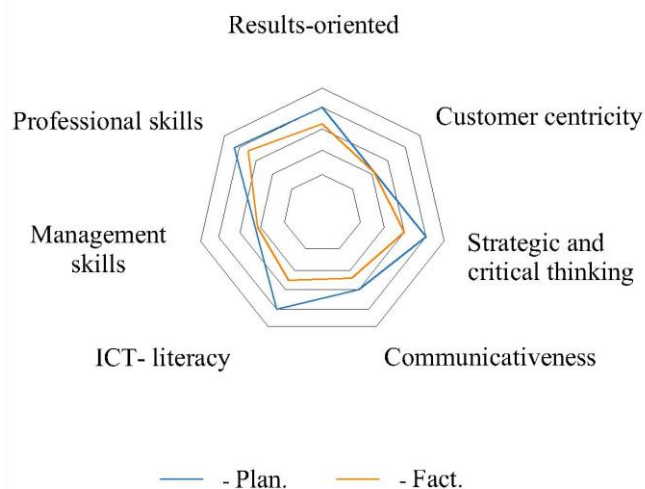 Results-oriented
Professional skills
Customer centricity
Management
skills
Strategic and
critical thinking
ICT- literacy
Communicativeness
- Plan.
- Fact.